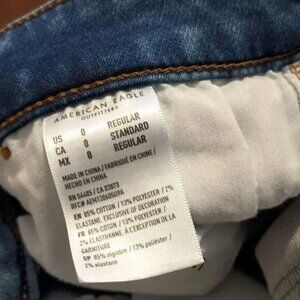 AMERICAN EAGLE
OUTFITTERS
US 0 REGULAR
CA 0 STANDARD
MX 0 REGULAR
MADE IN CHINA / FABRIQUÉ EN CHINE /
HECHO EN CHINA
RN 54485 / CA 03873
EN 85% COTTON / 13% POLYESTER / 2%
ELASTANE. EXCLUSIVE OF DECORATION
FR 85% COTON / 13% POLYESTER /
2% ELASTHANNE. À L'EXCEPTION DE LA
GARNITURE
SP 85% algodón / 13% poliéster /
2% elastano